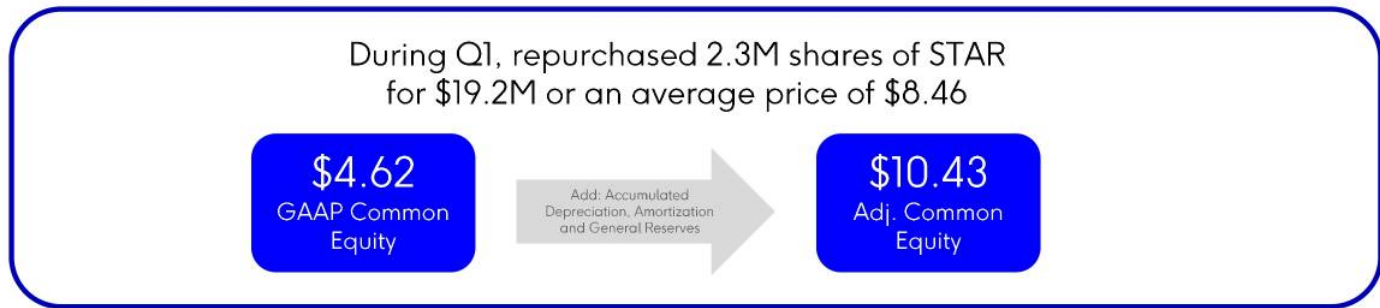 During Q1, repurchased 2.3M shares of STAR
for $19.2M or an average price of $8.46
$4.62
GAAP Common
Equity
Add: Accumulated
Depreciation, Amortization
and General Reserves
$10.43
Adj. Common
Equity